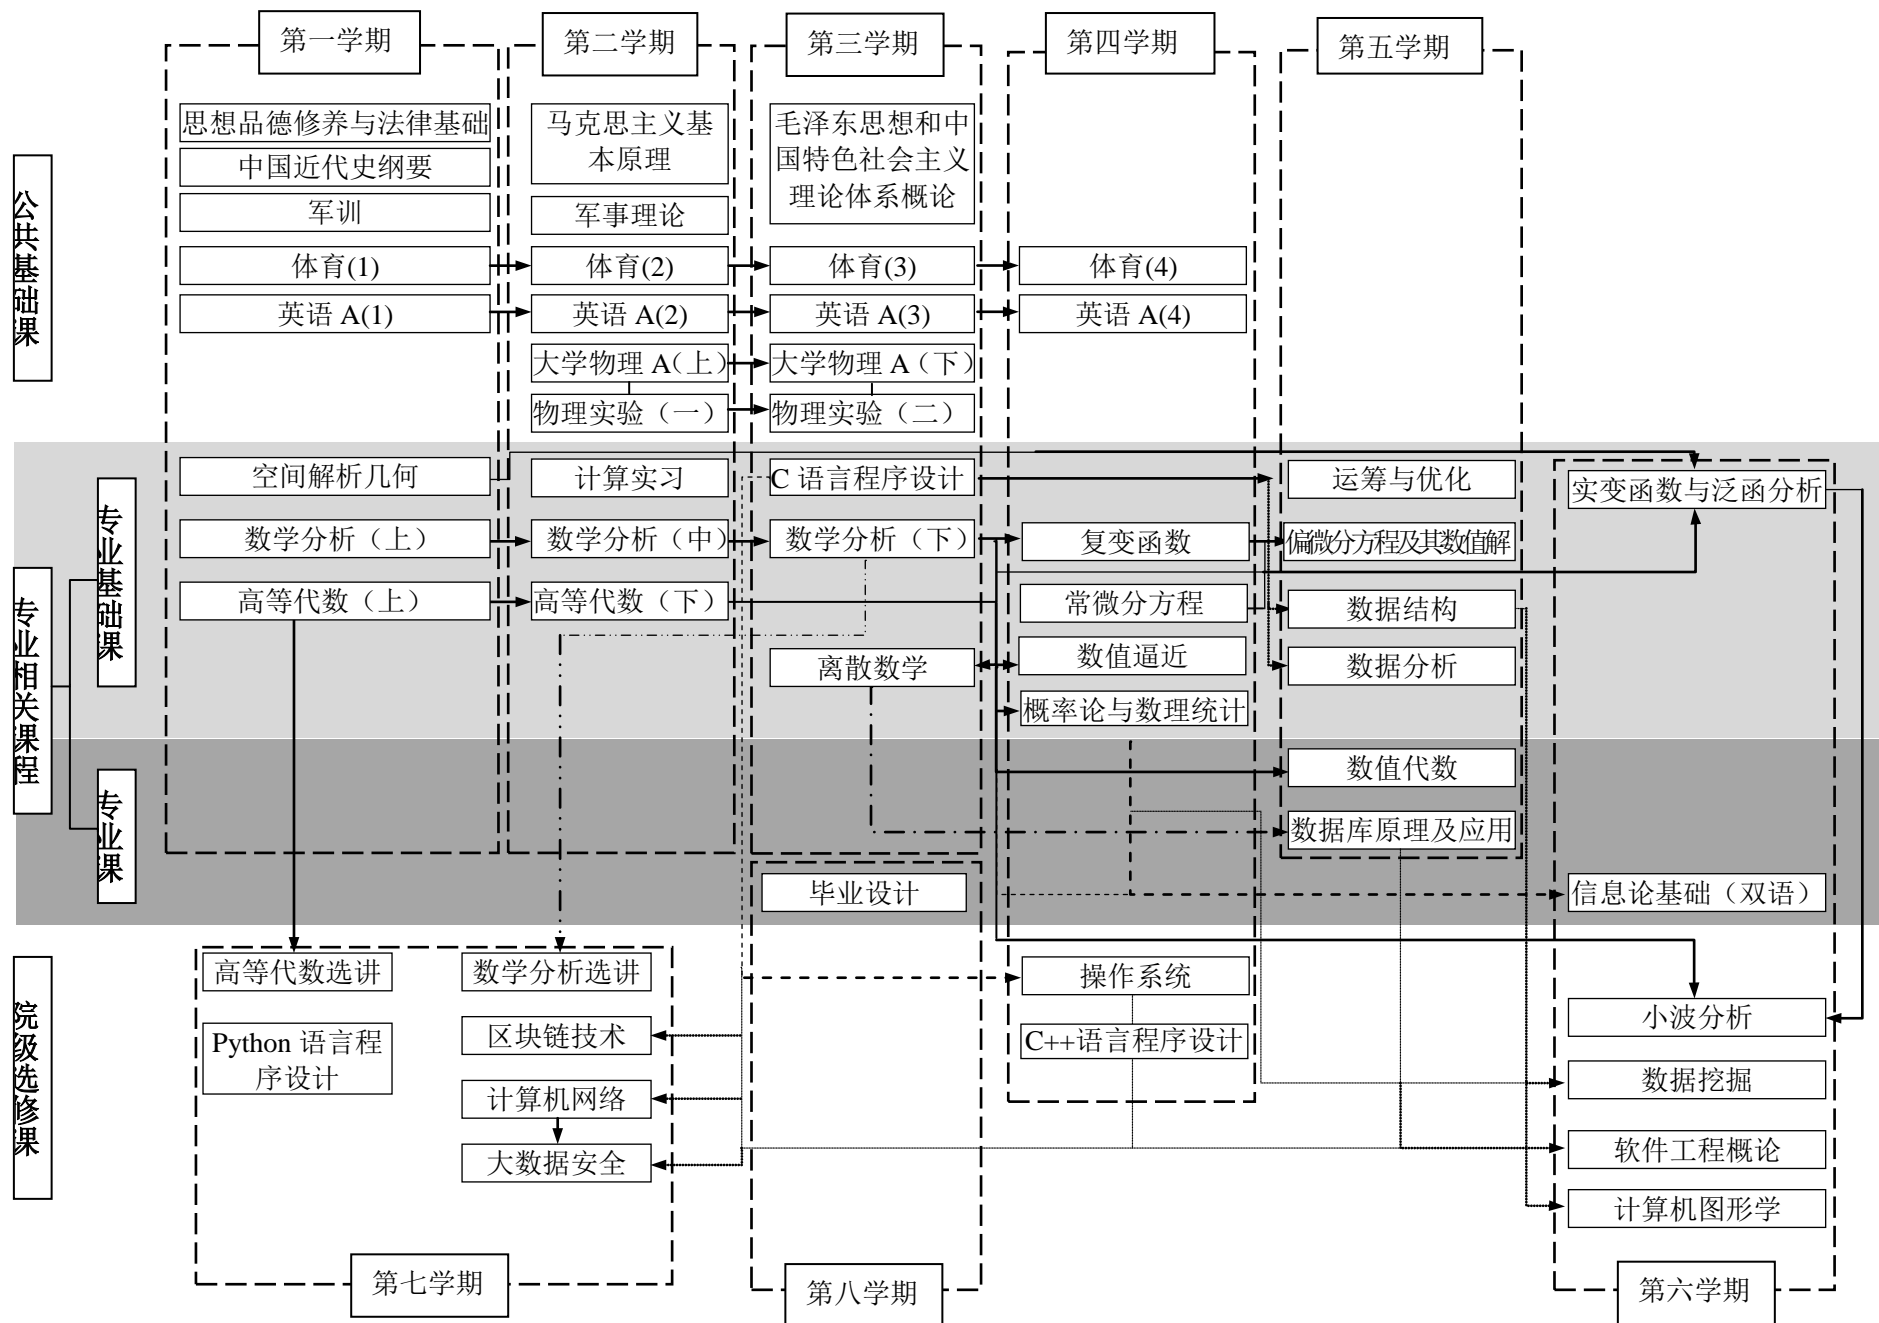 第一学期
第二学期
第三学期
第四学期
第五学期
公共基础课
思想品德修养与法律基础
中国近代史纲要
军训
体育(1)
英语 A(1)
马克思主义基
本原理
军事理论
体育(2)
英语 A(2)
大学物理 A（上）
物理实验（一）
毛泽东思想和中
国特色社会主义
理论体系概论
体育(3)
英语 A(3)
大学物理 A（下）
物理实验（二）
体育(4)
英语 A(4)
专业相关课程
专业基础课
空间解析几何
数学分析（上）
高等代数（上）
计算实习
数学分析（中）
高等代数（下）
C 语言程序设计
数学分析（下）
离散数学
复变函数
常微分方程
数值逼近
概率论与数理统计
运筹与优化
偏微分方程及其数值解
数据结构
数据分析
实变函数与泛函分析
专业课
数值代数
数据库原理及应用
毕业设计
信息论基础（双语）
院级选修课
高等代数选讲
Python 语言程
序设计
数学分析选讲
区块链技术
计算机网络
大数据安全
操作系统
C++语言程序设计
小波分析
数据挖掘
软件工程概论
计算机图形学
第七学期
第八学期
第六学期